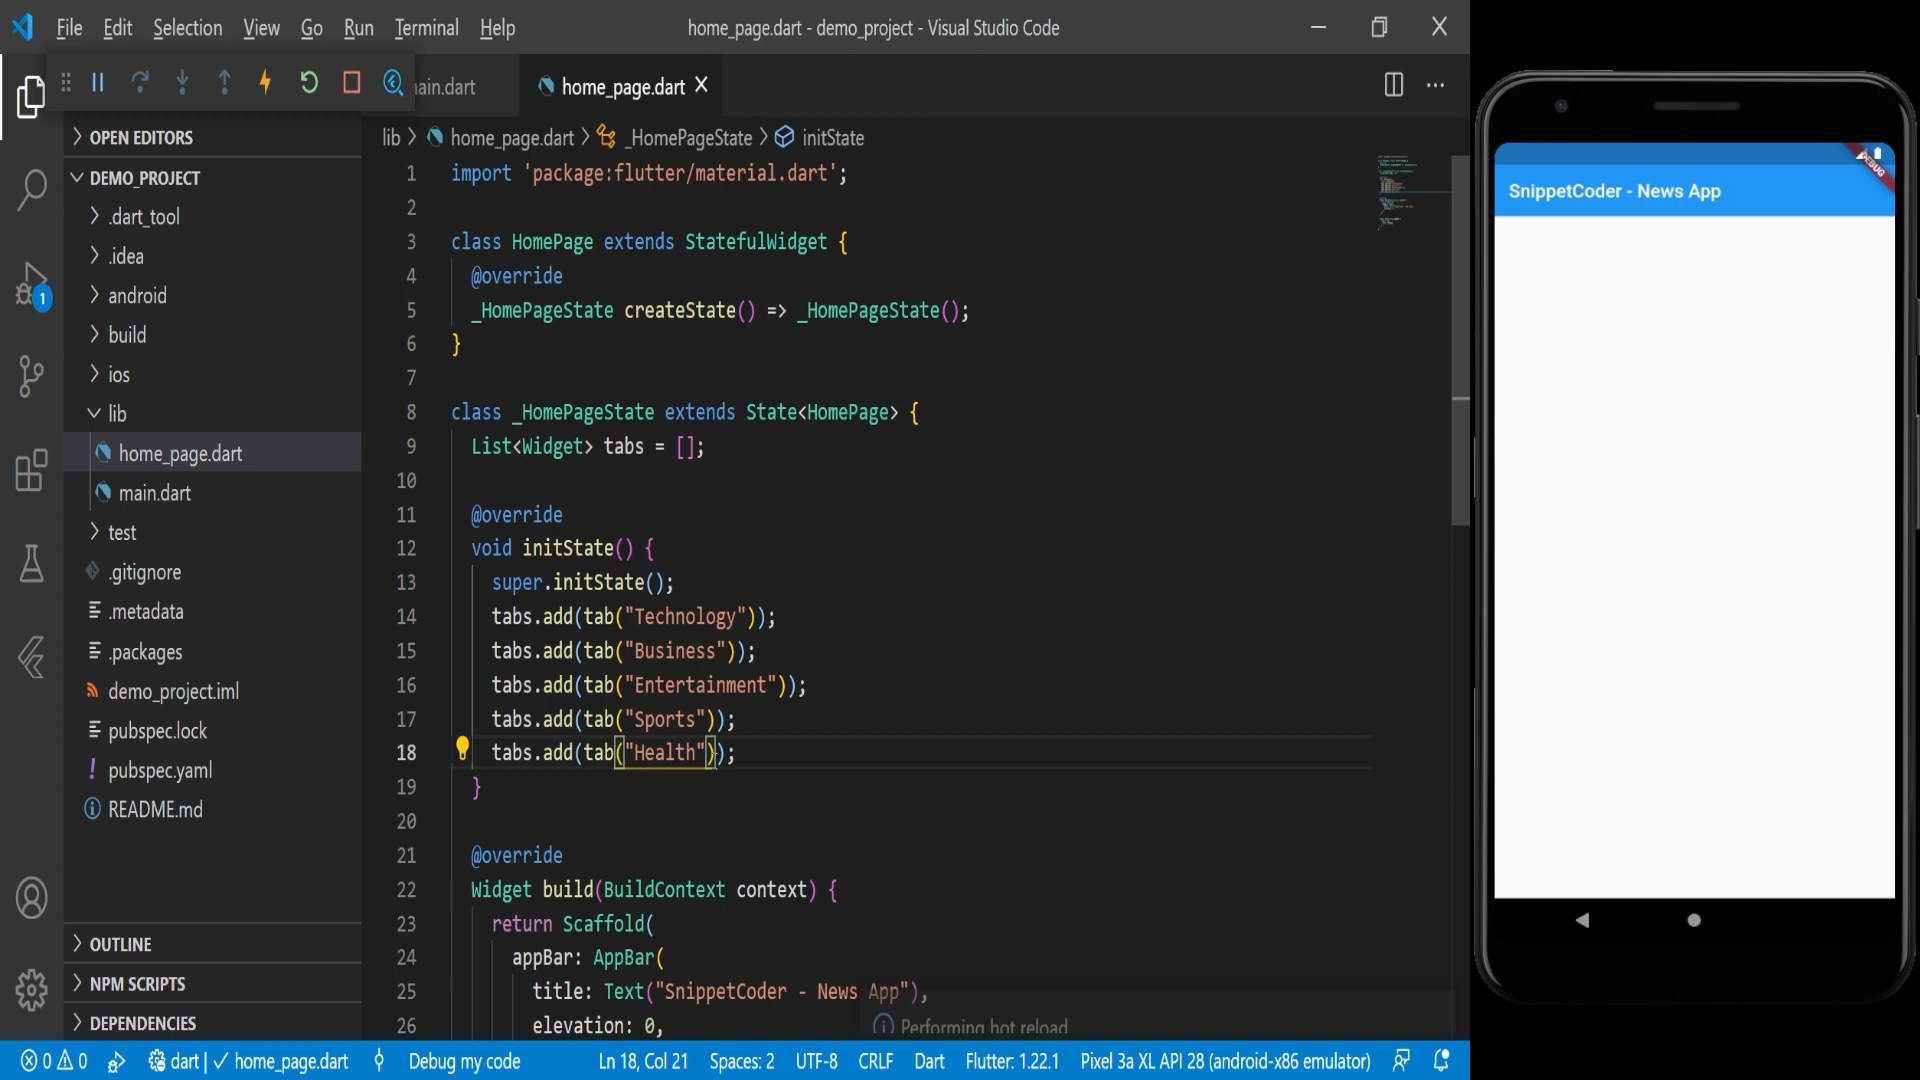 File Edit Selection View Go Run Terminal Help
home_page.dart - demo_project - Visual Studio Code
main.dart
home_page.dart
OPEN EDITORS
DEMO_PROJECT
.dart_tool
.idea
android
build
ios
lib
home_page.dart
main.dart
test
.gitignore
.metadata
.packages
demo_project.iml
pubspec.lock
pubspec.yaml
README.md
OUTLINE
NPM SCRIPTS
DEPENDENCIES
1
lib > home_page.dart > _HomePageState > initState
1 import 'package:flutter/material.dart';
2
3 class HomePage extends StatefulWidget {
4 @override
5 _HomePageState createState() => _HomePageState();
6 }
7
8 class _HomePageState extends State<HomePage> {
9 List<Widget> tabs = [];
10
11 @override
12 void initState() {
13 super.initState();
14 tabs.add(tab("Technology"));
15 tabs.add(tab("Business"));
16 tabs.add(tab("Entertainment"));
17 tabs.add(tab("Sports"));
18 tabs.add(tab("Health"));
19 }
20
21 @override
22 Widget build(BuildContext context) {
23 return Scaffold(
24 appBar: AppBar(
25 title: Text("SnippetCoder - News App"),
26 elevation: 0,
Performing hot reload
0 0 dart | ✓ home_page.dart Debug my code Ln 18, Col 21 Spaces: 2 UTF-8 CRLF Dart Flutter: 1.22.1 Pixel 3a XL API 28 (android-x86 emulator)
SnippetCoder - News App
DEBUG